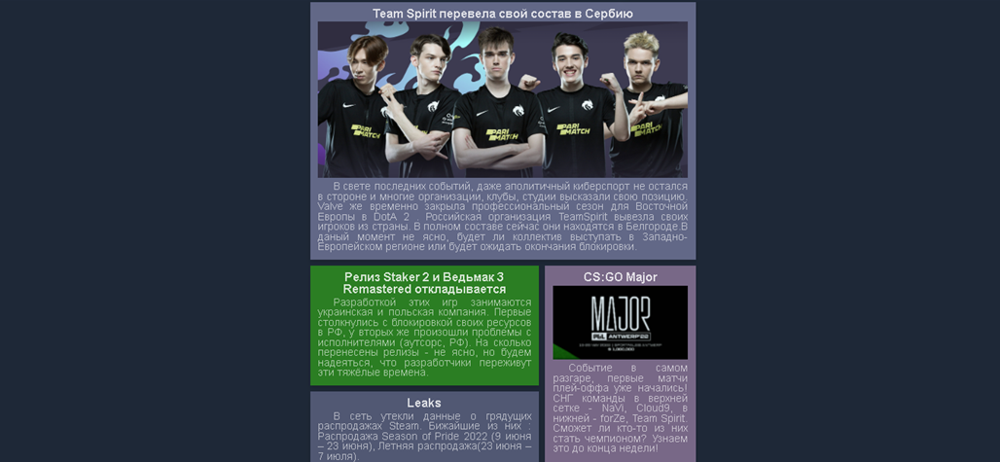 Team Spirit перевела свой состав в Сербию
PARI
MATCH
PARI
MATCH
PARI
MATCH
PARI
MATCH
PARI
MATCH
В свете последних событий, даже аполитичный киберспорт не остался
в стороне и многие организации, клубы, студии высказали свою позицию.
Valve же временно закрыла профессиональный сезон для Восточной
Европы в DotA 2 . Российская организация TeamSpirit вывезла своих
игроков из страны. В полном составе сейчас они находятся в Белгороде.В
даный момент не ясно, будет ли коллектив выступать в Западно-
Европейском регионе или будет ожидать окончания блокировки.
Релиз Staker 2 и Ведьмак 3
Remastered откладывается
Разработкой этих игр занимаются
украинская и польская компания. Первые
столкнулись с блокировкой своих ресурсов
в РФ, у вторых же произошли проблемы с
исполнителями (аутсорс, РФ). На сколько
перенесены релизы - не ясно, но будем
надеяться, что разработчики переживут
эти тяжёлые времена.
Leaks
В сеть утекли данные о грядущих
распродажах Steam. Бижайшие из них :
Распродажа Season of Pride 2022 (9 июня
– 23 июня), Летняя распродажа(23 июня –
7 июля).
CS:GO Major
MAJOR
PGL ANTWERP'22
Событие в самом
разгаре, первые матчи
плей-оффа уже начались!
СНГ команды в верхней
сетке - NaVi, Cloud9, в
нижней - forZe, Team Spirit.
Сможет ли кто-то из них
стать чемпионом? Узнаем
это до конца недели!